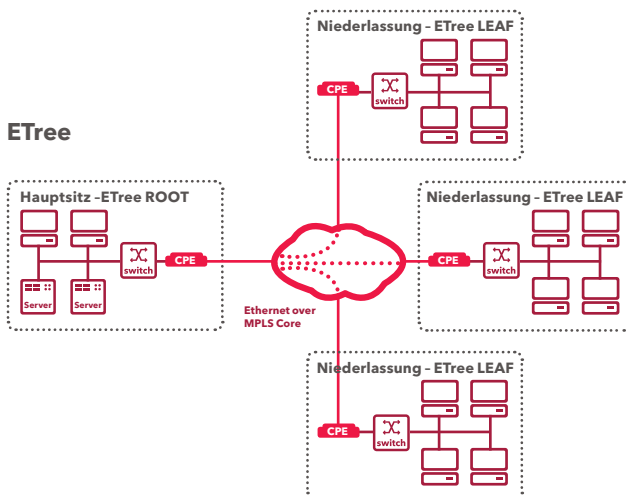 Niederlassung – ETree LEAF
CPE
switch
ETree
Hauptsitz –ETree ROOT
switch
CPE
Server
Server
Ethernet over
MPLS Core
Niederlassung – ETree LEAF
CPE
switch
Niederlassung – ETree LEAF
CPE
switch